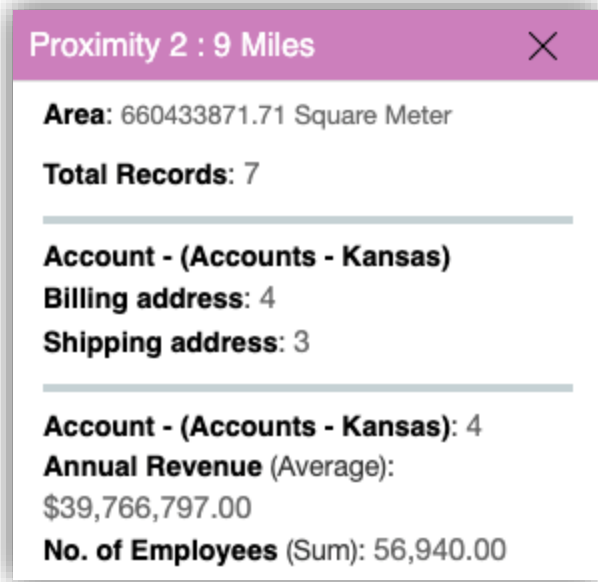 Proximity 2 : 9 Miles
Area: 660433871.71 Square Meter
Total Records: 7
Account - (Accounts - Kansas)
Billing address: 4
Shipping address: 3
Account - (Accounts - Kansas): 4
Annual Revenue (Average):
$39,766,797.00
No. of Employees (Sum): 56,940.00